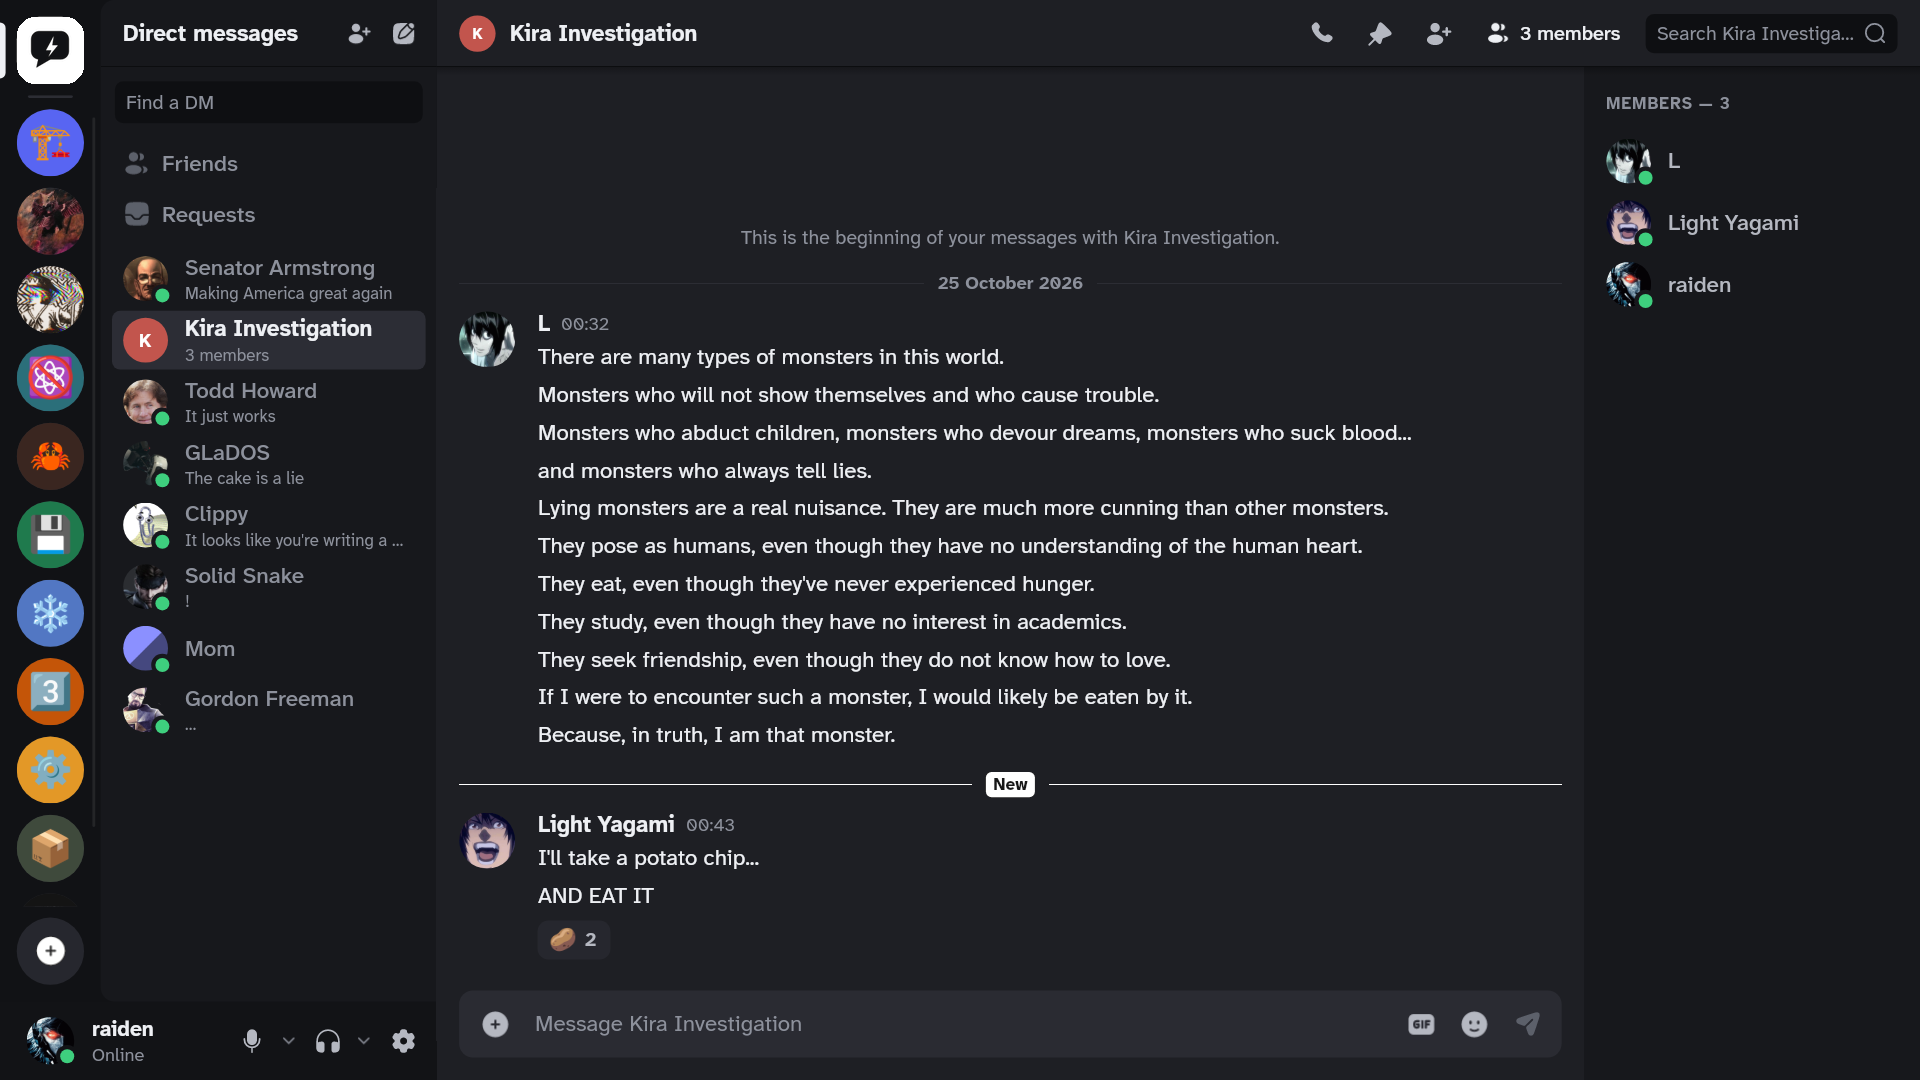 Direct messages
Find a DM
Friends
Requests
Senator Armstrong
Making America great again
K
Kira Investigation
3 members
Todd Howard
It just works
GLaDOS
The cake is a lie
Clippy
It looks like you're writing a ...
Solid Snake
!
Mom
Gordon Freeman
...
3
raiden
Online
K
Kira Investigation
3 members
Search Kira Investiga...
This is the beginning of your messages with Kira Investigation.
25 October 2026
L 00:32
There are many types of monsters in this world.
Monsters who will not show themselves and who cause trouble.
Monsters who abduct children, monsters who devour dreams, monsters who suck blood...
and monsters who always tell lies.
Lying monsters are a real nuisance. They are much more cunning than other monsters.
They pose as humans, even though they have no understanding of the human heart.
They eat, even though they've never experienced hunger.
They study, even though they have no interest in academics.
They seek friendship, even though they do not know how to love.
If I were to encounter such a monster, I would likely be eaten by it.
Because, in truth, I am that monster.
New
Light Yagami 00:43
I'll take a potato chip...
AND EAT IT
2
Message Kira Investigation
GIF
MEMBERS — 3
L
Light Yagami
raiden